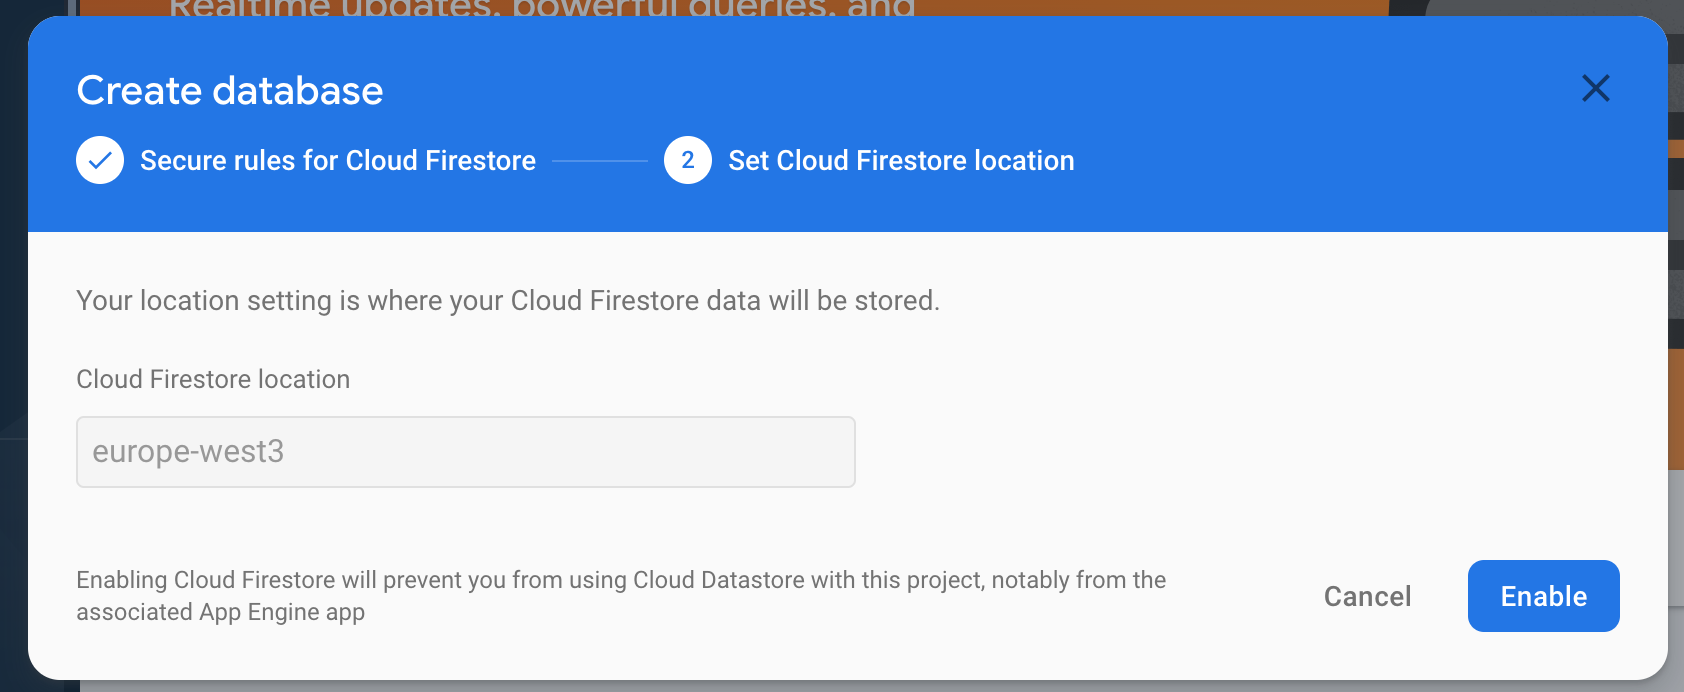 Realtime updates, powerful queries, and
Create database
Secure rules for Cloud Firestore
2 Set Cloud Firestore location
Your location setting is where your Cloud Firestore data will be stored.
Cloud Firestore location
europe-west3
Enabling Cloud Firestore will prevent you from using Cloud Datastore with this project, notably from the
associated App Engine app
Cancel
Enable